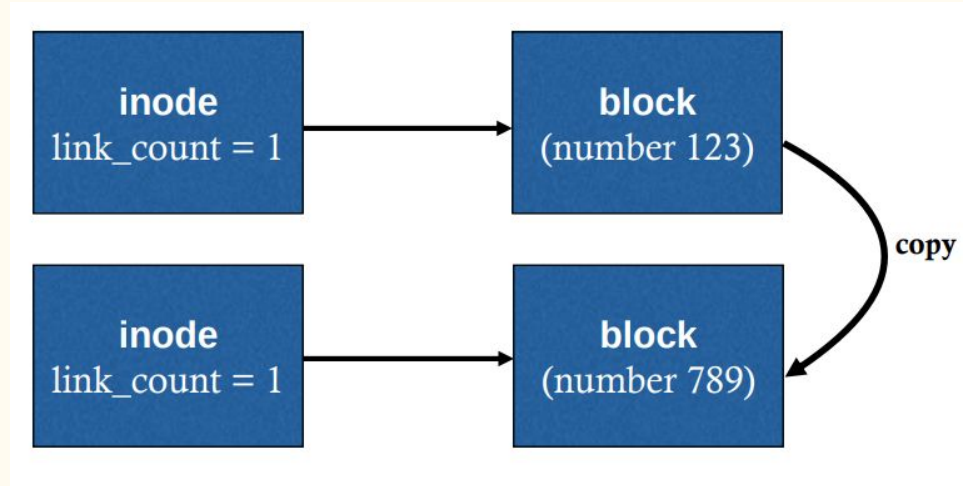 inode
link_count = 1
block
(number 123)
copy
inode
link_count = 1
block
(number 789)